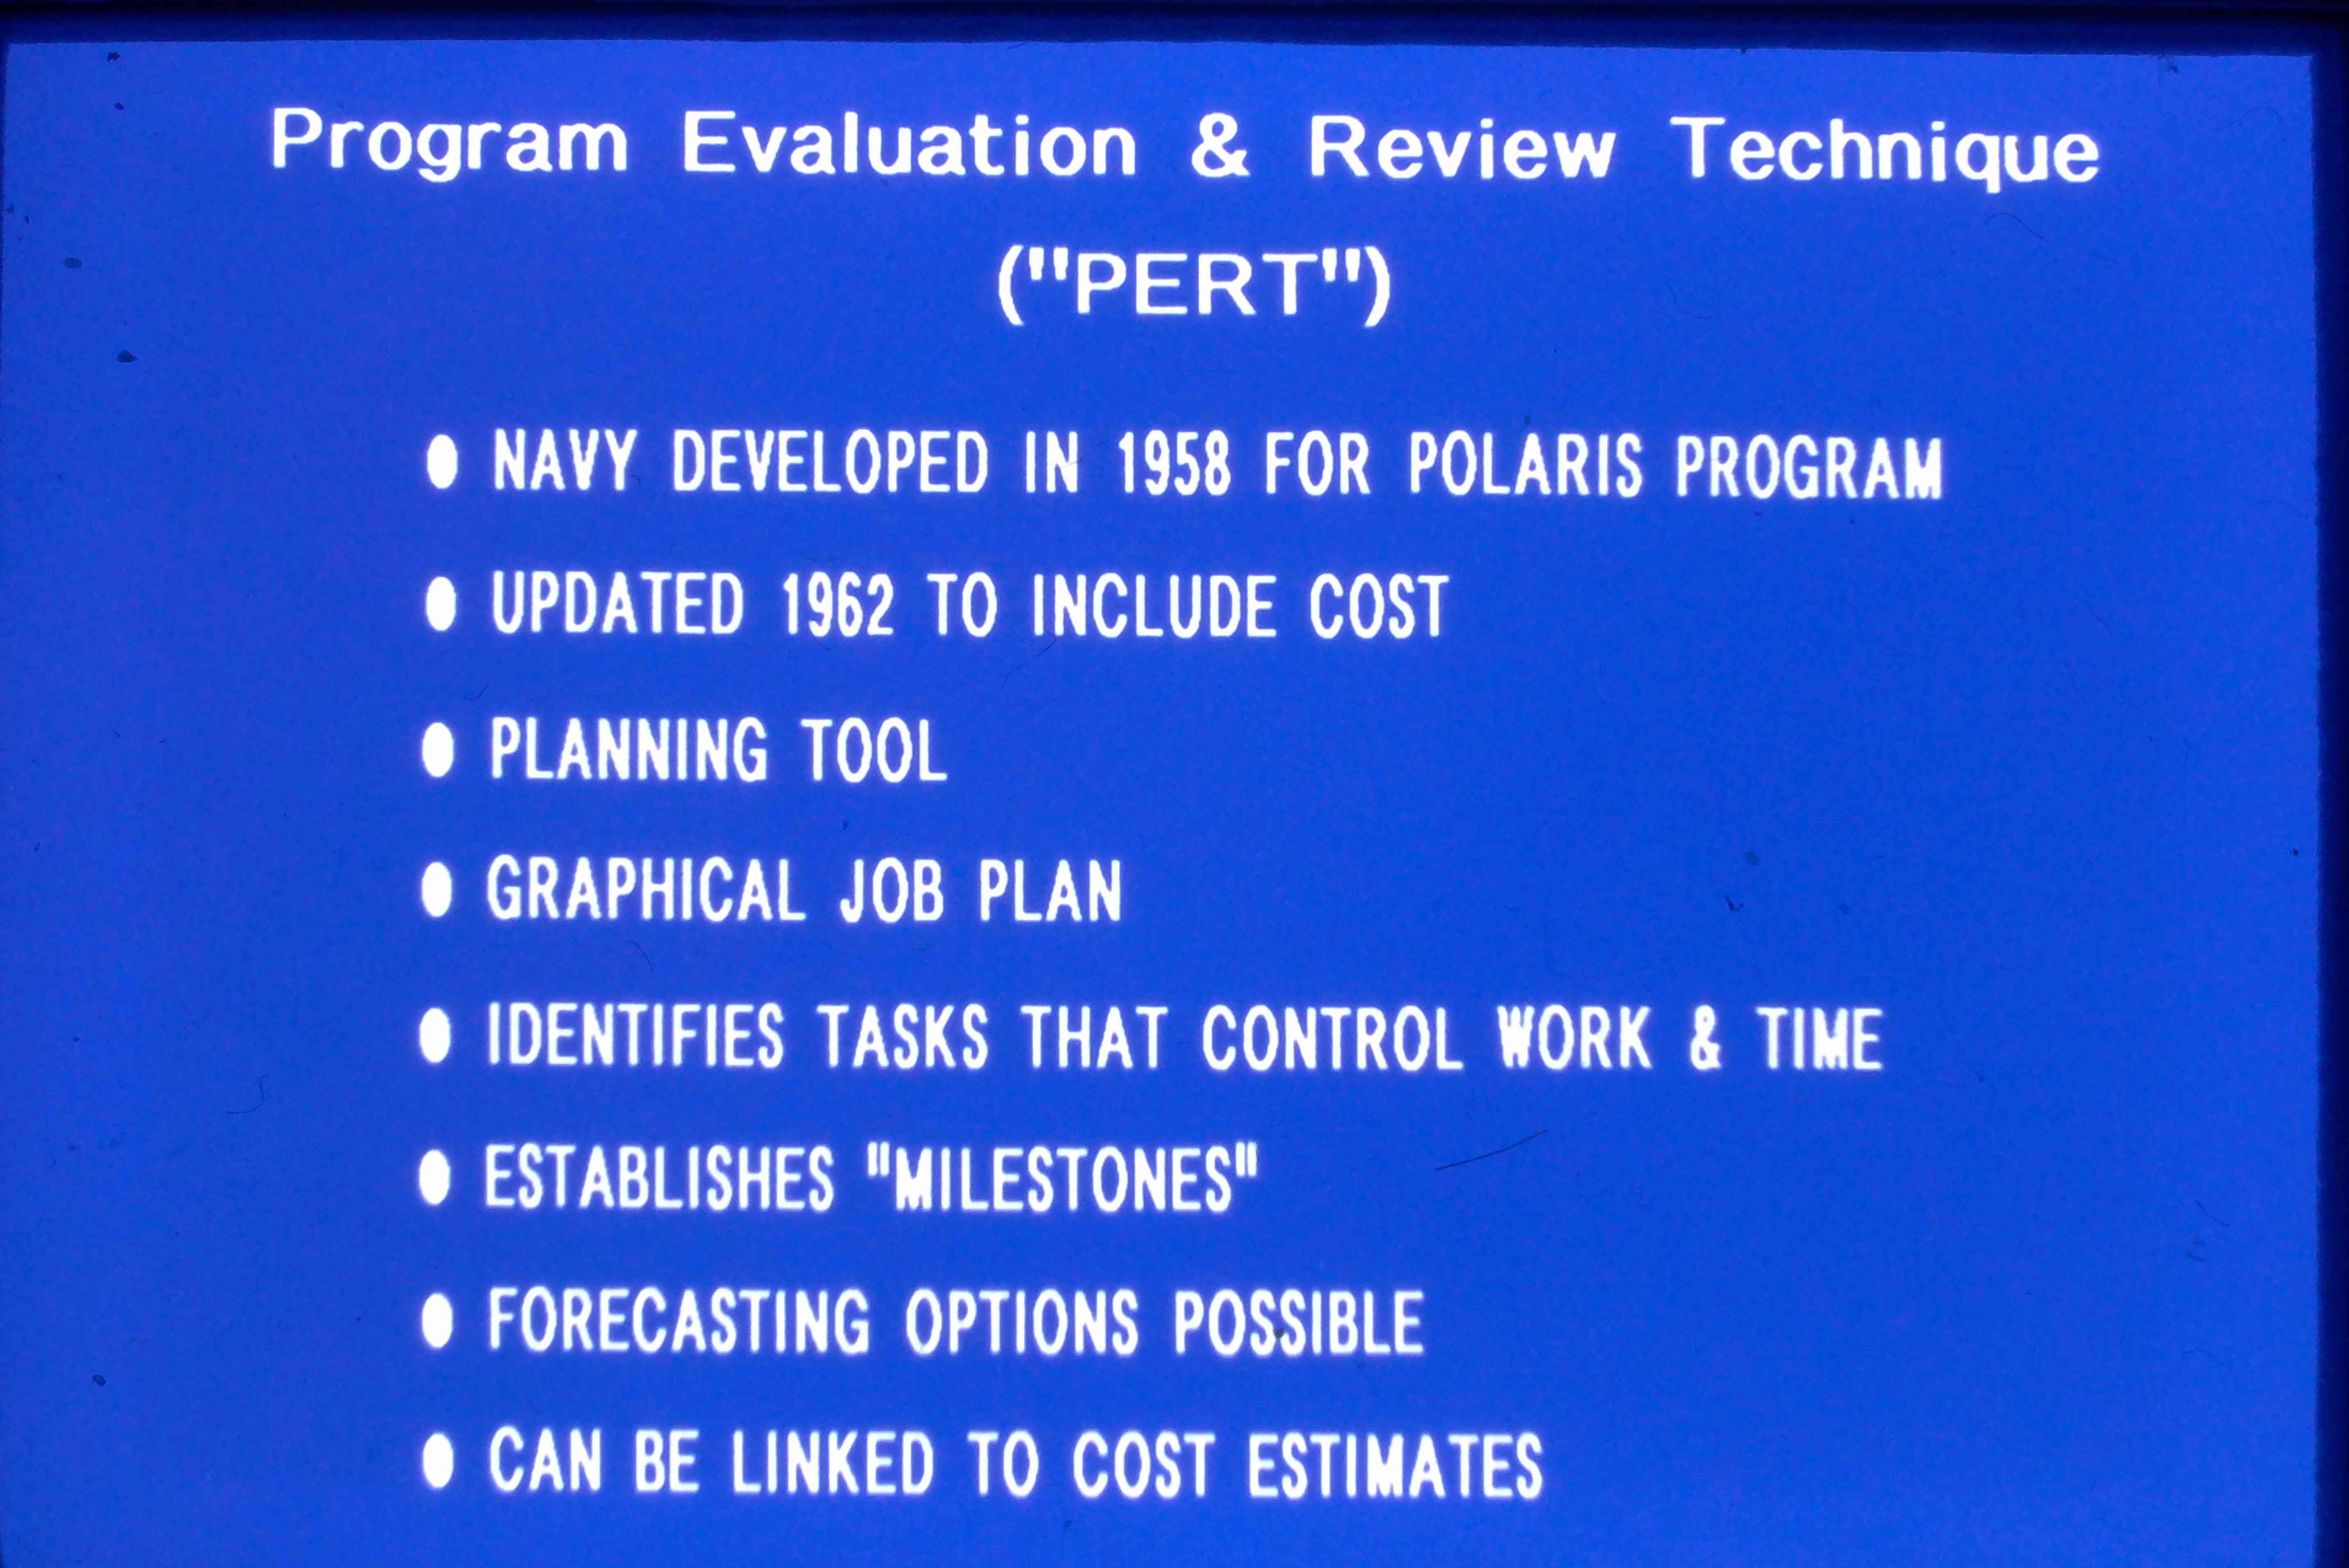 Program Evaluation & Review Technique
("PERT")
● NAVY DEVELOPED IN 1958 FOR POLARIS PROGRAM
● UPDATED 1962 TO INCLUDE COST
● PLANNING TOOL
● GRAPHICAL JOB PLAN
● IDENTIFIES TASKS THAT CONTROL WORK & TIME
● ESTABLISHES "MILESTONES"
● FORECASTING OPTIONS POSSIBLE
● CAN BE LINKED TO COST ESTIMATES